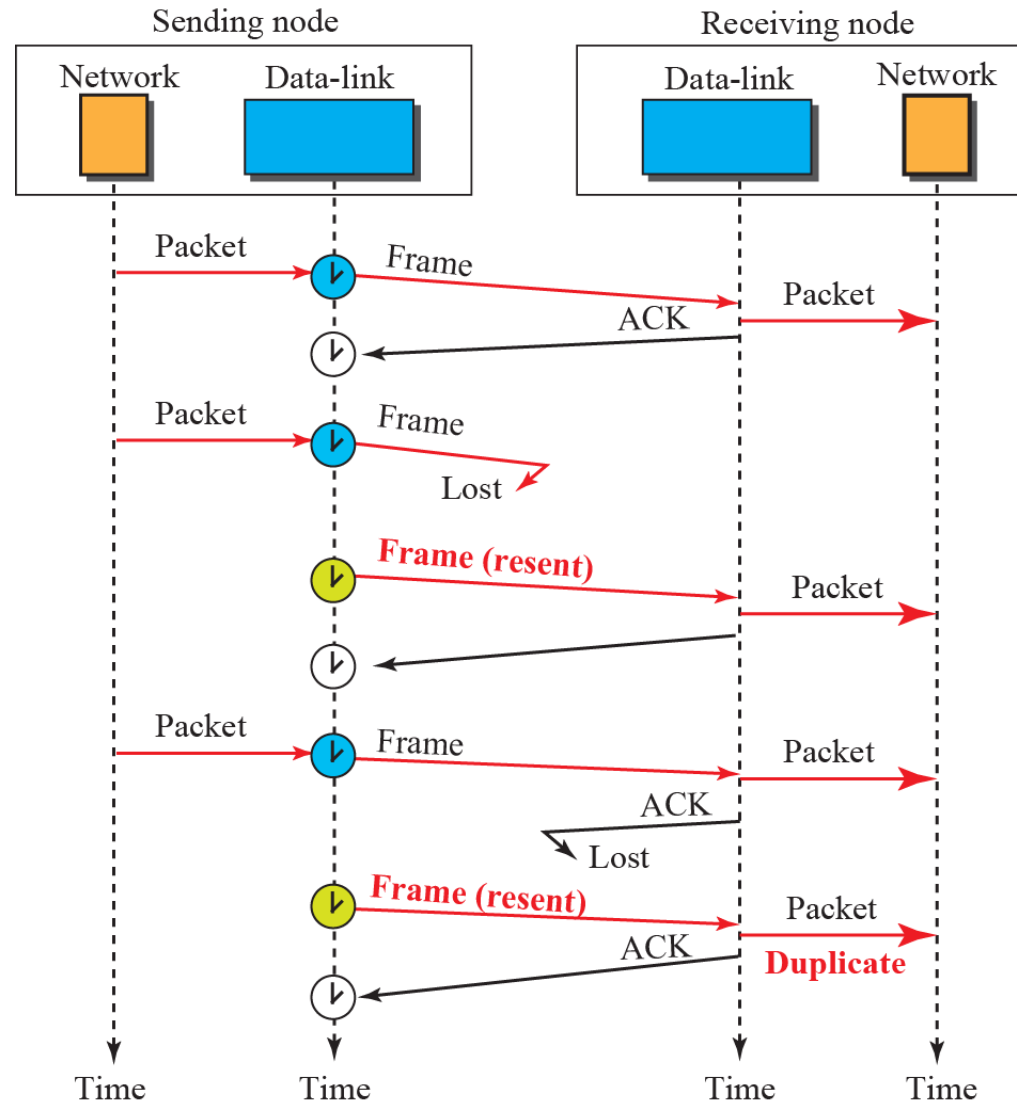 Sending node
Receiving node
Network
Data-link
Data-link
Network
Packet
Frame
Packet
ACK
Packet
Frame
Lost
Frame (resent)
Packet
Packet
Frame
Packet
ACK
Lost
Frame (resent)
Packet
ACK
Duplicate
Time
Time
Time
Time